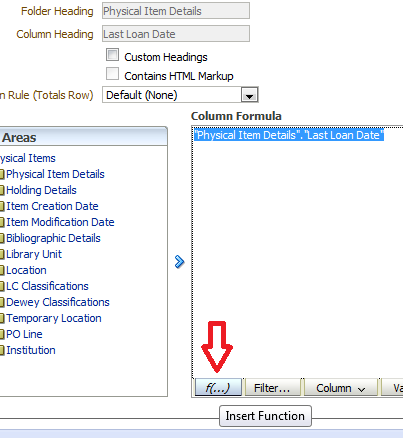 Folder Heading Physical Item Details
Column Heading Last Loan Date
Custom Headings
Contains HTML Markup
Rule (Totals Row) Default (None)
Column Formula
Areas
"Physical Item Details"."Last Loan Date"
Physical Item Details
Holding Details
Item Creation Date
Item Modification Date
Bibliographic Details
Library Unit
Location
LC Classifications
Dewey Classifications
Temporary Location
PO Line
Institution
f(...) Filter... Column
Insert Function